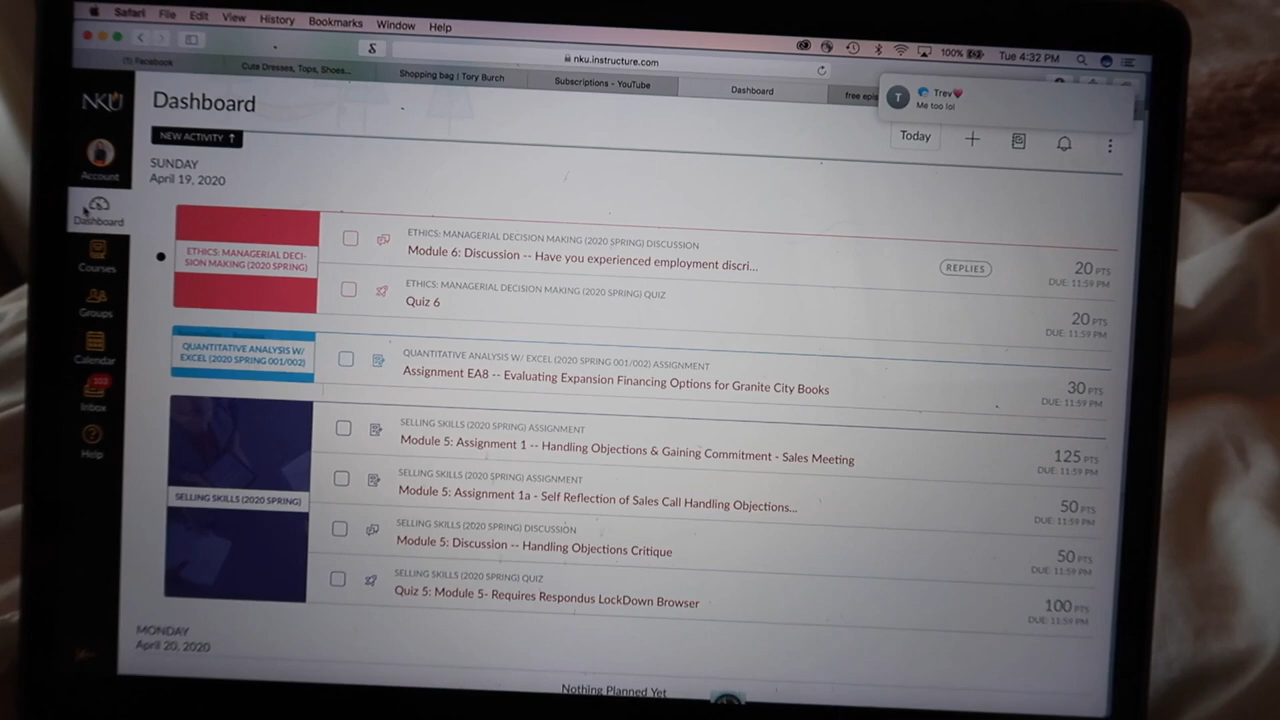 Safari File Edit View History Bookmarks Window Help
100% Tue 4:32 PM
nku.instructure.com
(1) Facebook
Cute Dresses, Tops, Shoes...
Shopping bag | Tory Burch
Subscriptions - YouTube
Dashboard
free epis
T
Trev
Me too lol
NKU
Account
Dashboard
Courses
Groups
Calendar
Inbox
Help
Dashboard
Today
NEW ACTIVITY ↑
SUNDAY
April 19, 2020
ETHICS: MANAGERIAL DECI-
SION MAKING (2020 SPRING)
ETHICS: MANAGERIAL DECISION MAKING (2020 SPRING) DISCUSSION
Module 6: Discussion -- Have you experienced employment discri...
REPLIES
20 PTS
DUE: 11:59 PM
ETHICS: MANAGERIAL DECISION MAKING (2020 SPRING) QUIZ
Quiz 6
20 PTS
DUE: 11:59 PM
QUANTITATIVE ANALYSIS W/
EXCEL (2020 SPRING 001/002)
QUANTITATIVE ANALYSIS W/ EXCEL (2020 SPRING 001/002) ASSIGNMENT
Assignment EA8 -- Evaluating Expansion Financing Options for Granite City Books
30 PTS
DUE: 11:59 PM
SELLING SKILLS (2020 SPRING)
SELLING SKILLS (2020 SPRING) ASSIGNMENT
Module 5: Assignment 1 -- Handling Objections & Gaining Commitment - Sales Meeting
125 PTS
DUE: 11:59 PM
SELLING SKILLS (2020 SPRING) ASSIGNMENT
Module 5: Assignment 1a - Self Reflection of Sales Call Handling Objections...
50 PTS
DUE: 11:59 PM
SELLING SKILLS (2020 SPRING) DISCUSSION
Module 5: Discussion -- Handling Objections Critique
50 PTS
DUE: 11:59 PM
SELLING SKILLS (2020 SPRING) QUIZ
Quiz 5: Module 5- Requires Respondus LockDown Browser
100 PTS
DUE: 11:59 PM
MONDAY
April 20, 2020
Nothing Planned Yet